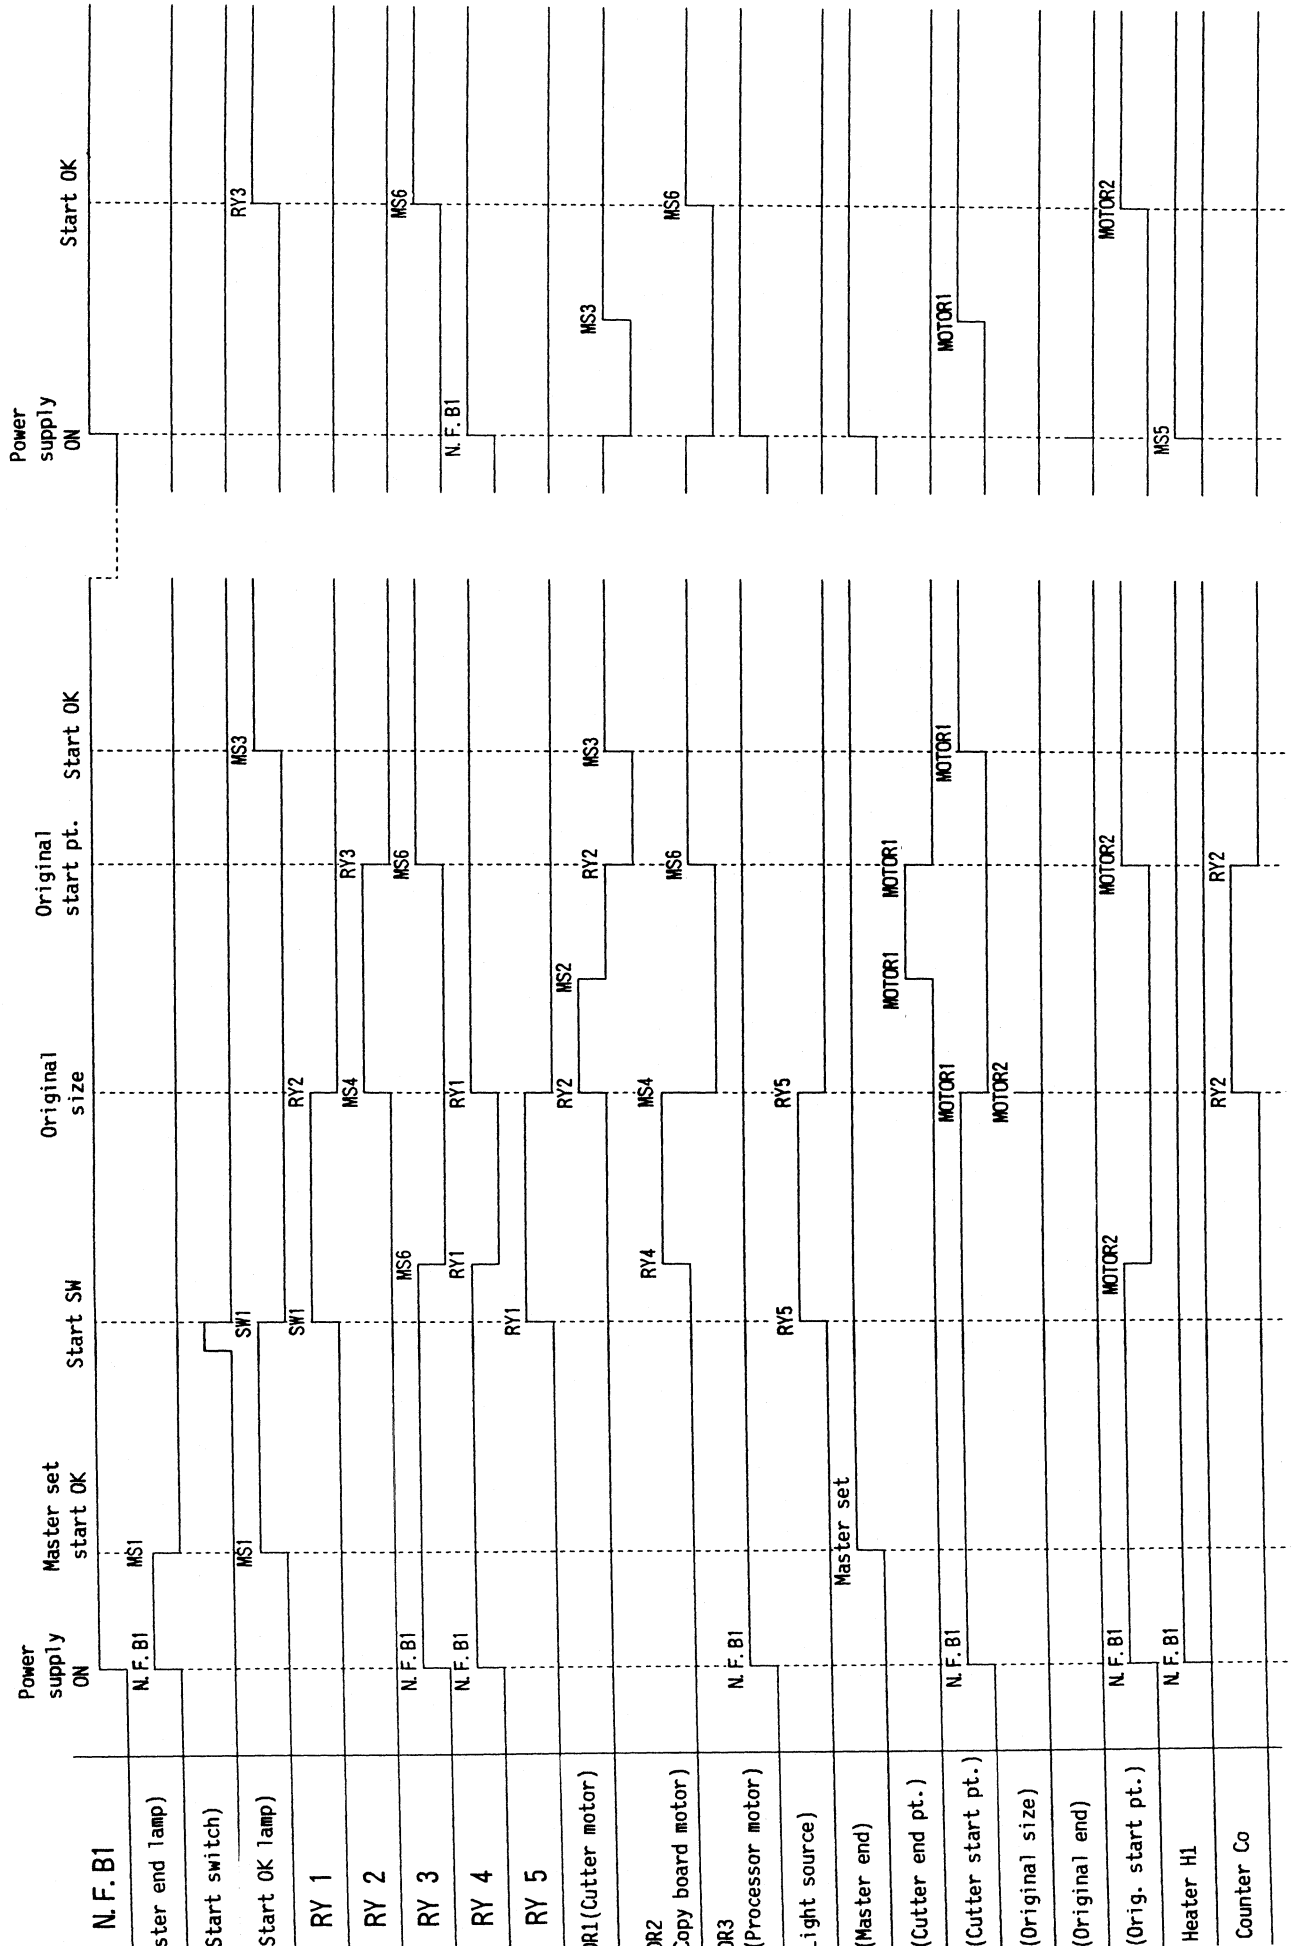 Power
supply
ON
Master set
start OK
Start SW
Original
size
Original
start pt.
Start OK
Power
supply
ON
Start OK
N.F.B1
ster end lamp)
N.F.B1
MS1
Start switch)
Start OK lamp)
MS1
SW1
MS3
RY3
RY 1
SW1
RY2
RY 2
MS4
RY3
RY 3
N.F.B1
MS6
MS6
MS6
RY 4
N.F.B1
RY1
RY1
N.F.B1
RY 5
RY1
OR1(Cutter motor)
RY2
MS2
RY2
MS3
MS3
OR2
Copy board motor)
RY4
MS4
MS6
MS6
OR3
(Processor motor)
N.F.B1
Light source)
RY5
RY5
(Master end)
Master set
(Cutter end pt.)
MOTOR1
MOTOR1
(Cutter start pt.)
N.F.B1
MOTOR1
MOTOR1
MOTOR1
(Original size)
MOTOR2
(Original end)
(Orig. start pt.)
N.F.B1
MOTOR2
MOTOR2
MOTOR2
Heater H1
N.F.B1
MS5
Counter Co
RY2
RY2